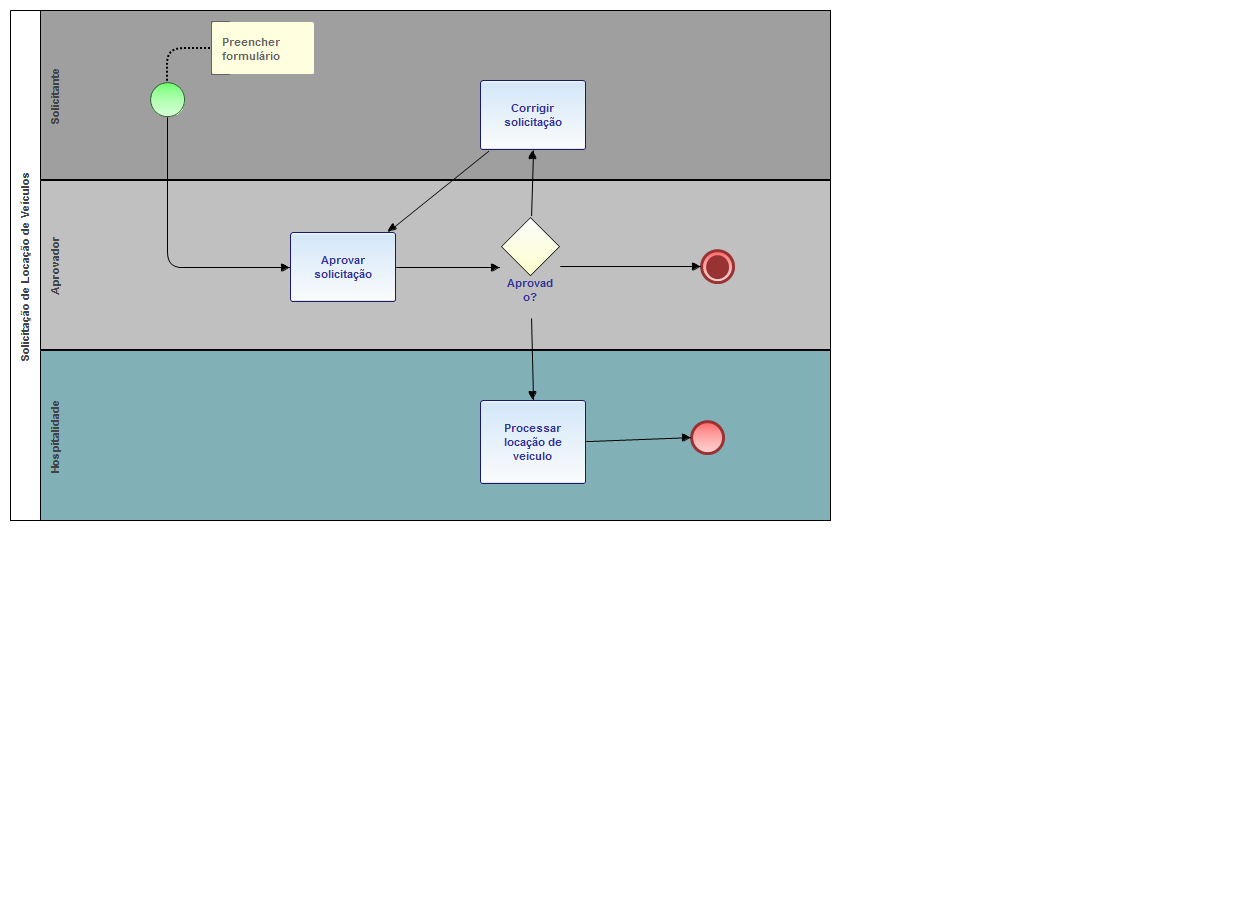 Solicitação de Locação de Veículos
Solicitante
Preencher
formulário
Corrigir
solicitação
Aprovador
Aprovar
solicitação
Aprovad
o?
Hospitalidade
Processar
locação de
veiculo